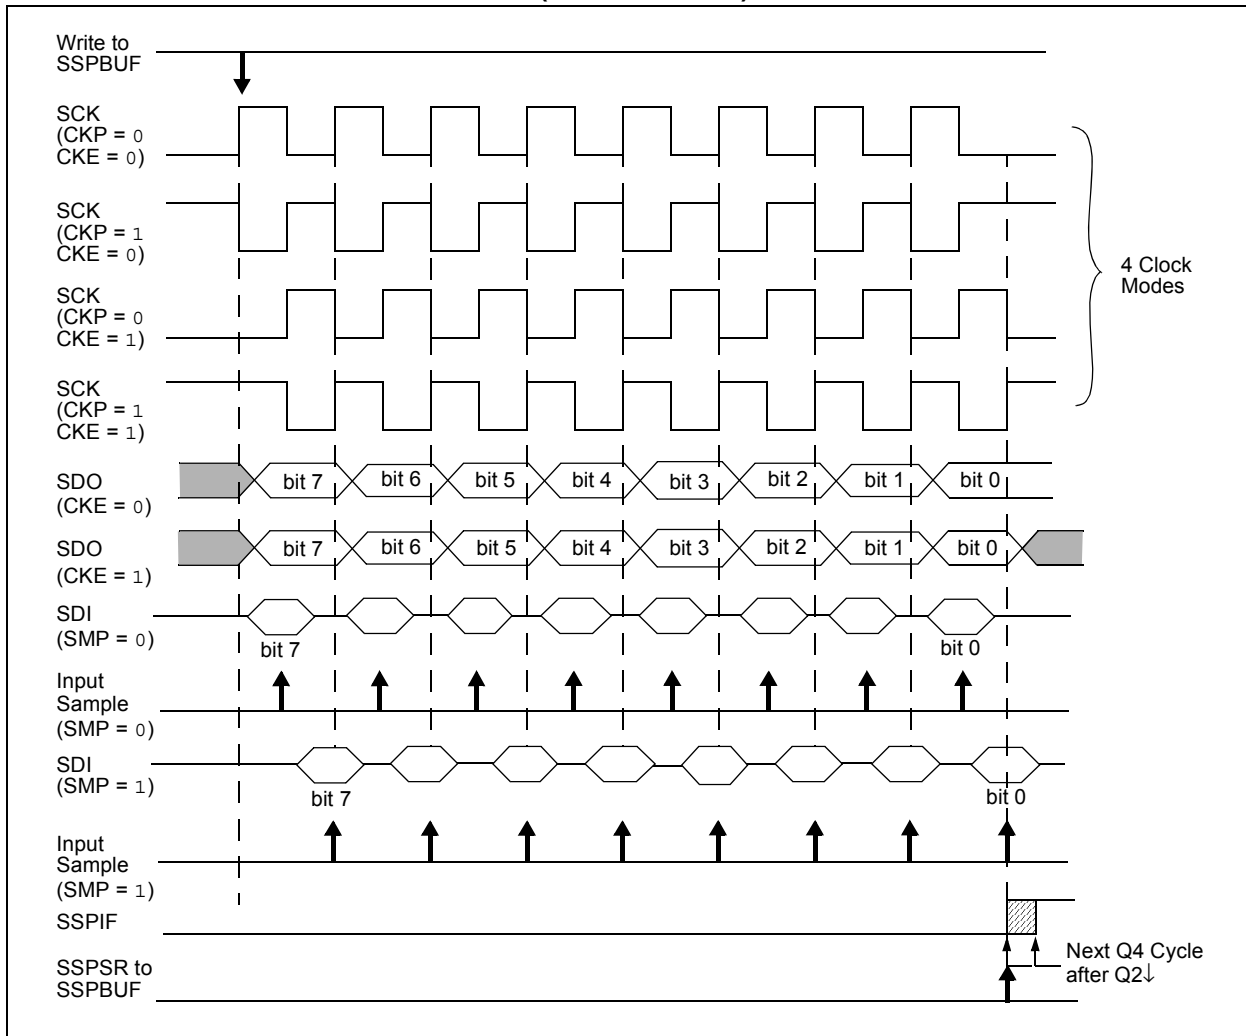 Write to
SSPBUF
SCK
(CKP = 0
CKE = 0)
SCK
(CKP = 1
CKE = 0)
4 Clock
Modes
SCK
(CKP = 0
CKE = 1)
SCK
(CKP = 1
CKE = 1)
SDO
(CKE = 0)
bit 7 bit 6 bit 5 bit 4 bit 3 bit 2 bit 1 bit 0
SDO
(CKE = 1)
bit 7 bit 6 bit 5 bit 4 bit 3 bit 2 bit 1 bit 0
SDI
(SMP = 0)
bit 7 bit 0
Input
Sample
(SMP = 0)
SDI
(SMP = 1)
bit 7 bit 0
Input
Sample
(SMP = 1)
SSPIF
Next Q4 Cycle
after Q2↓
SSPSR to
SSPBUF